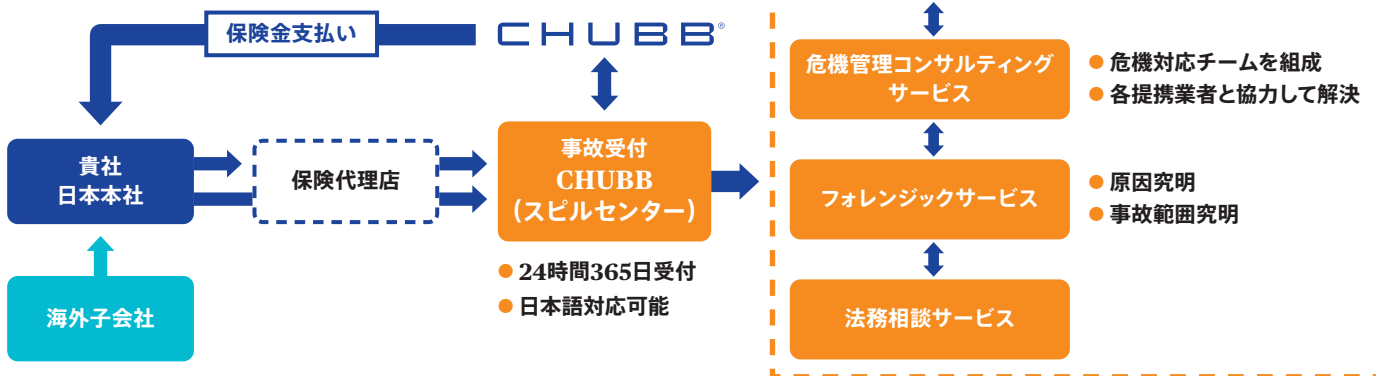 保険金支払い
CHUBB®
貴社
日本本社
海外子会社
保険代理店
事故受付
CHUBB
(スピルセンター)
● 24時間365日受付
● 日本語対応可能
危機管理コンサルティング
サービス
● 危機対応チームを組成
● 各提携業者と協力して解決
フォレンジックサービス
● 原因究明
● 事故範囲究明
法務相談サービス